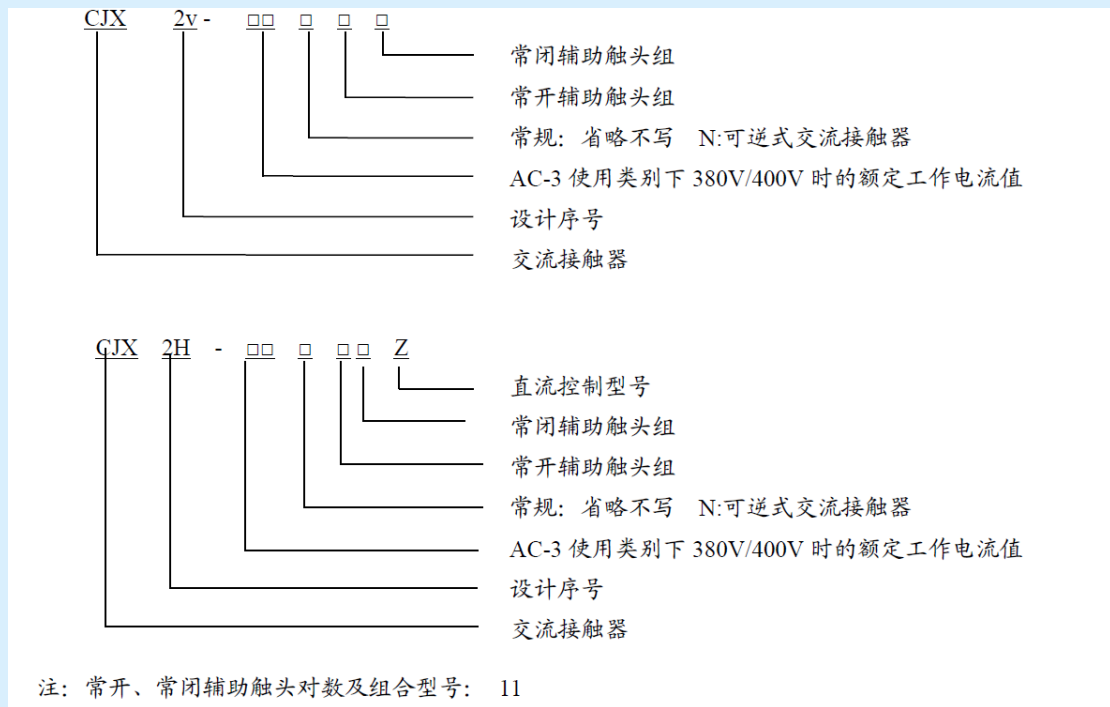 CJX 2v - □□ □ □ □
常闭辅助触头组
常开辅助触头组
常规：省略不写 N:可逆式交流接触器
AC-3 使用类别下 380V/400V 时的额定工作电流值
设计序号
交流接触器
CJX 2H - □□ □ □ □ Z
直流控制型号
常闭辅助触头组
常开辅助触头组
常规：省略不写 N:可逆式交流接触器
AC-3 使用类别下 380V/400V 时的额定工作电流值
设计序号
交流接触器
注：常开、常闭辅助触头对数及组合型号： 11